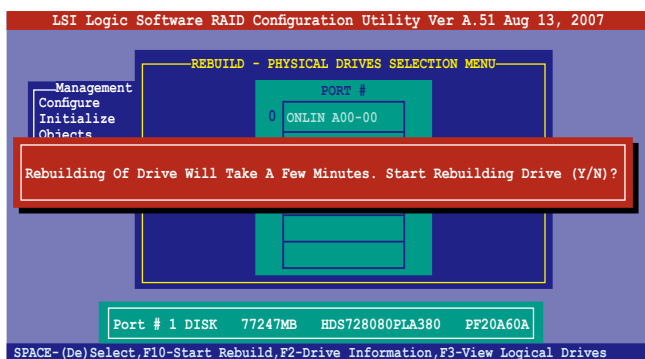 LSI Logic Software RAID Configuration Utility Ver A.51 Aug 13, 2007
REBUILD - PHYSICAL DRIVES SELECTION MENU
Management
PORT #
Configure
0 ONLIN A00-00
Initialize
Objects
Rebuilding Of Drive Will Take A Few Minutes. Start Rebuilding Drive (Y/N)?
Port # 1 DISK 77247MB HDS728080PLA380 PF20A60A
SPACE-(De)Select,F10-Start Rebuild,F2-Drive Information,F3-View Logical Drives